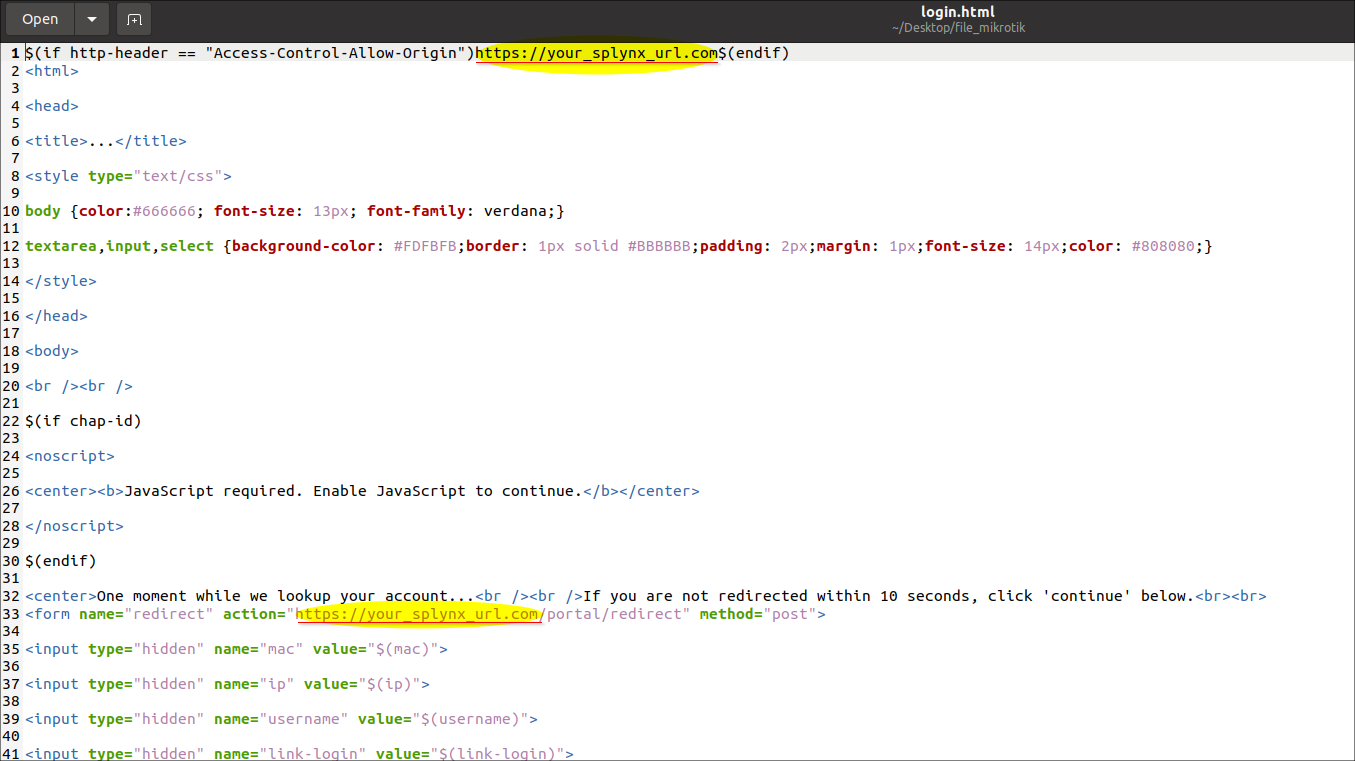 Open
login.html
~/Desktop/file_mikrotik
1 $(if http-header == "Access-Control-Allow-Origin")https://your_splynx_url.com$(endif)
2 <html>
3
4 <head>
5
6 <title>...</title>
7
8 <style type="text/css">
9
10 body {color:#666666; font-size: 13px; font-family: verdana;}
11
12 textarea,input,select {background-color: #FDFBFB;border: 1px solid #BBBBBB;padding: 2px;margin: 1px;font-size: 14px;color: #808080;}
13
14 </style>
15
16 </head>
17
18 <body>
19
20 <br /><br />
21
22 $(if chap-id)
23
24 <noscript>
25
26 <center><b>JavaScript required. Enable JavaScript to continue.</b></center>
27
28 </noscript>
29
30 $(endif)
31
32 <center>One moment while we lookup your account...<br /><br />If you are not redirected within 10 seconds, click 'continue' below.<br><br>
33 <form name="redirect" action="https://your_splynx_url.com/portal/redirect" method="post">
34
35 <input type="hidden" name="mac" value="$(mac)">
36
37 <input type="hidden" name="ip" value="$(ip)">
38
39 <input type="hidden" name="username" value="$(username)">
40
41 <input type="hidden" name="link-login" value="$(link-login)">